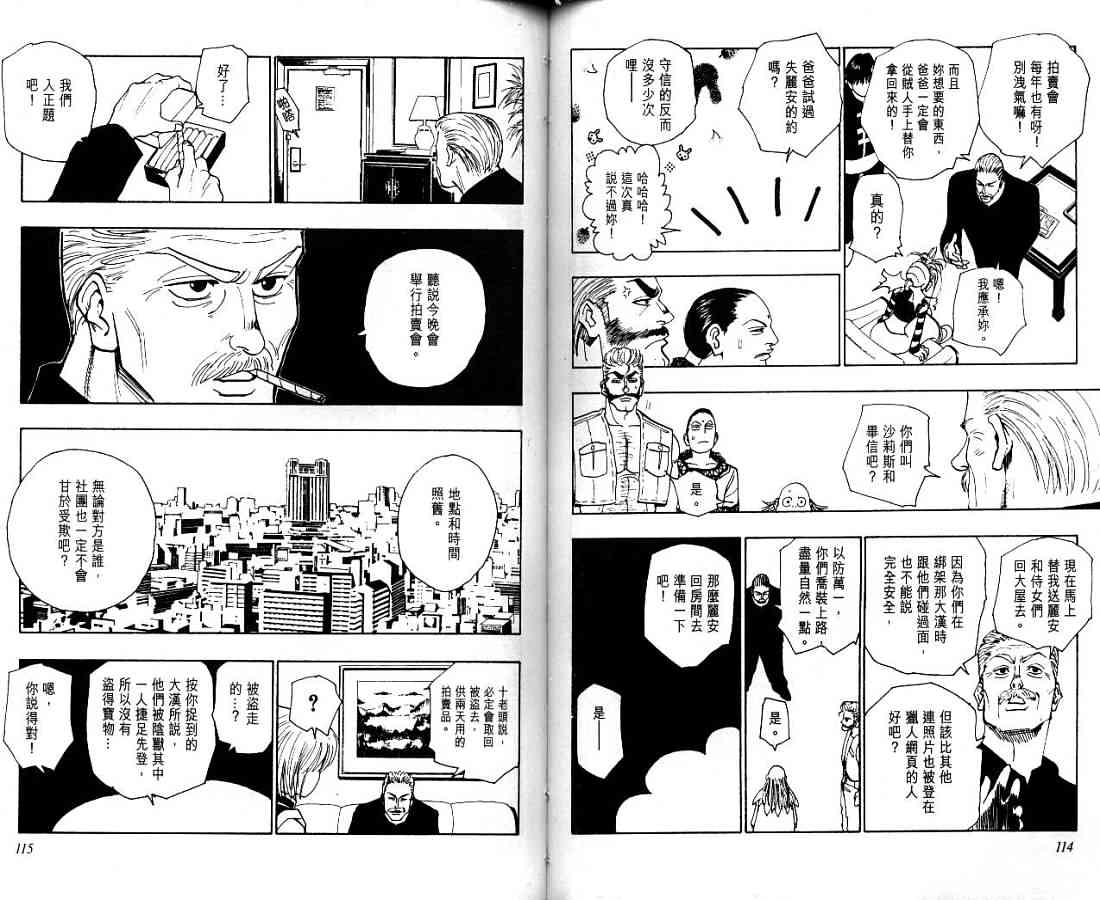 拍賣會
每年也有呀！
別洩氣嘛！
而且
妳想要的東西，
爸爸一定會
從賊人手上替你
拿回來的！
真的？
嗯！
我應承妳。
爸爸試過
失麗安的約
嗎？
守信的反而
沒多少次
哩——
哈哈哈！
這次真
說不過妳！
你們叫
沙莉斯和
畢信吧？
是。
現在馬上
替我送麗安
和侍女們
回大屋去。
因為你們在
綁架那大漢時
跟他們碰過面，
也不能說
完全安全，
但該比其他
連照片也被登在
獵人網頁的人
好吧？
以防萬一，
你們喬裝上路，
盡量自然一點。
是。
那麼麗安
回房間去
準備一下
吧！
是——
114
好了…
我們
入正題
吧！
聽說今晚會
舉行拍賣會。
地點和時間
照舊。
無論對方是誰，
社團也一定不會
甘於受欺吧？
十老頭說，
必定會取回
被盜去，
供兩天用的
拍賣品。
？
被盜走
的…？
按你捉到的
大漢所說，
他們被陰獸其中
一人捷足先登，
所以沒有
盜得寶物…
嗯，
你說得對！
115